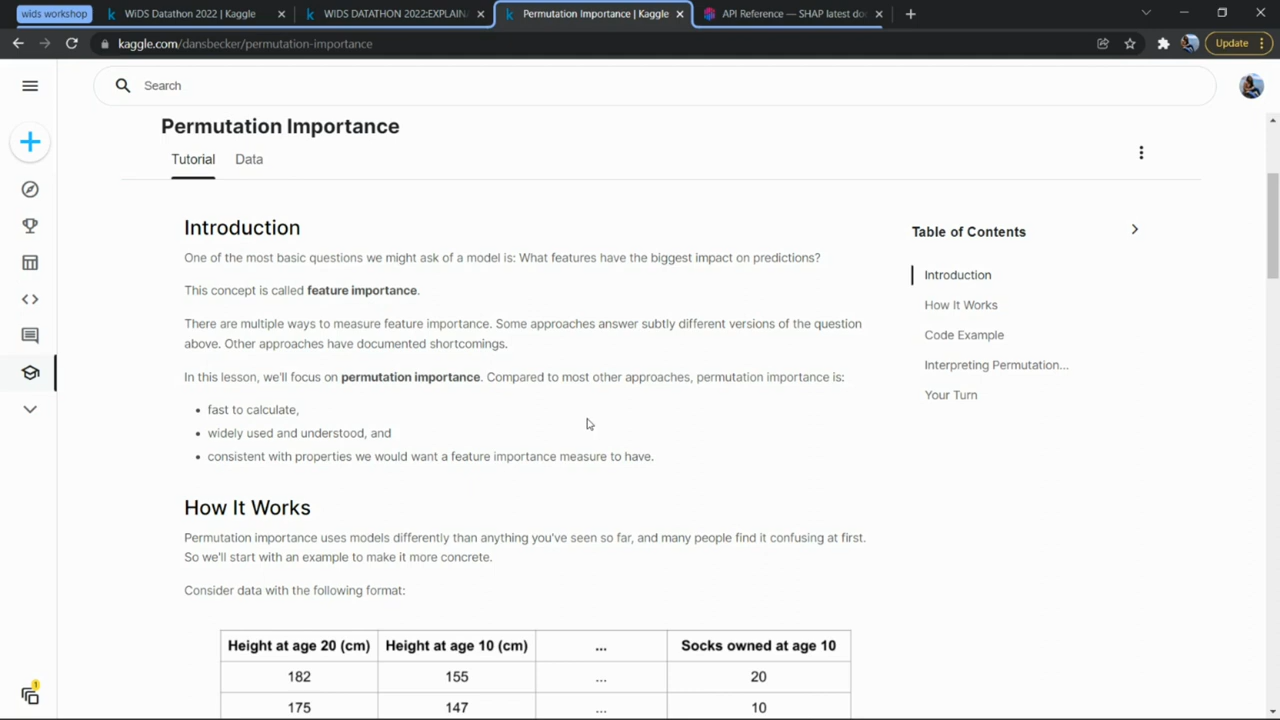 wids workshop
WiDS Datathon 2022 | Kaggle
WIDS DATATHON 2022:EXPLAIN
Permutation Importance | Kaggle
API Reference — SHAP latest do
kaggle.com/dansbecker/permutation-importance
Update
Search
Permutation Importance
Tutorial
Data
Introduction
One of the most basic questions we might ask of a model is: What features have the biggest impact on predictions?
This concept is called feature importance.
There are multiple ways to measure feature importance. Some approaches answer subtly different versions of the question
above. Other approaches have documented shortcomings.
In this lesson, we'll focus on permutation importance. Compared to most other approaches, permutation importance is:
• fast to calculate,
• widely used and understood, and
• consistent with properties we would want a feature importance measure to have.
How It Works
Permutation importance uses models differently than anything you've seen so far, and many people find it confusing at first.
So we'll start with an example to make it more concrete.
Consider data with the following format:
Height at age 20 (cm) Height at age 10 (cm) ... Socks owned at age 10
182 155 ... 20
175 147 ... 10
Table of Contents
Introduction
How It Works
Code Example
Interpreting Permutation...
Your Turn
1